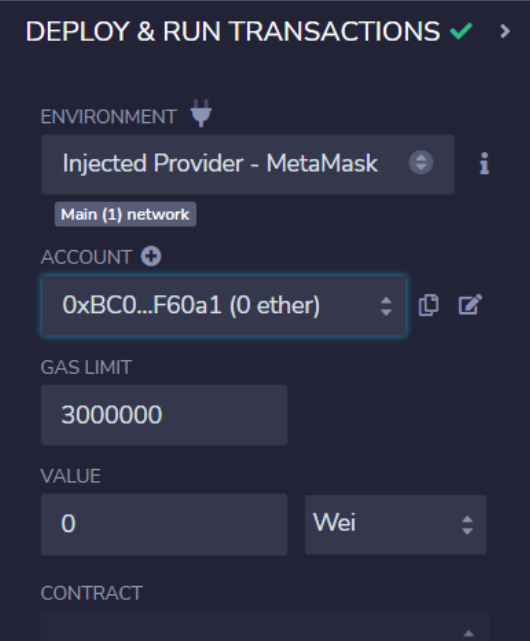 DEPLOY & RUN TRANSACTIONS
ENVIRONMENT
Injected Provider - MetaMask
Main (1) network
ACCOUNT
0xBC0...F60a1 (0 ether)
GAS LIMIT
3000000
VALUE
0 Wei
CONTRACT